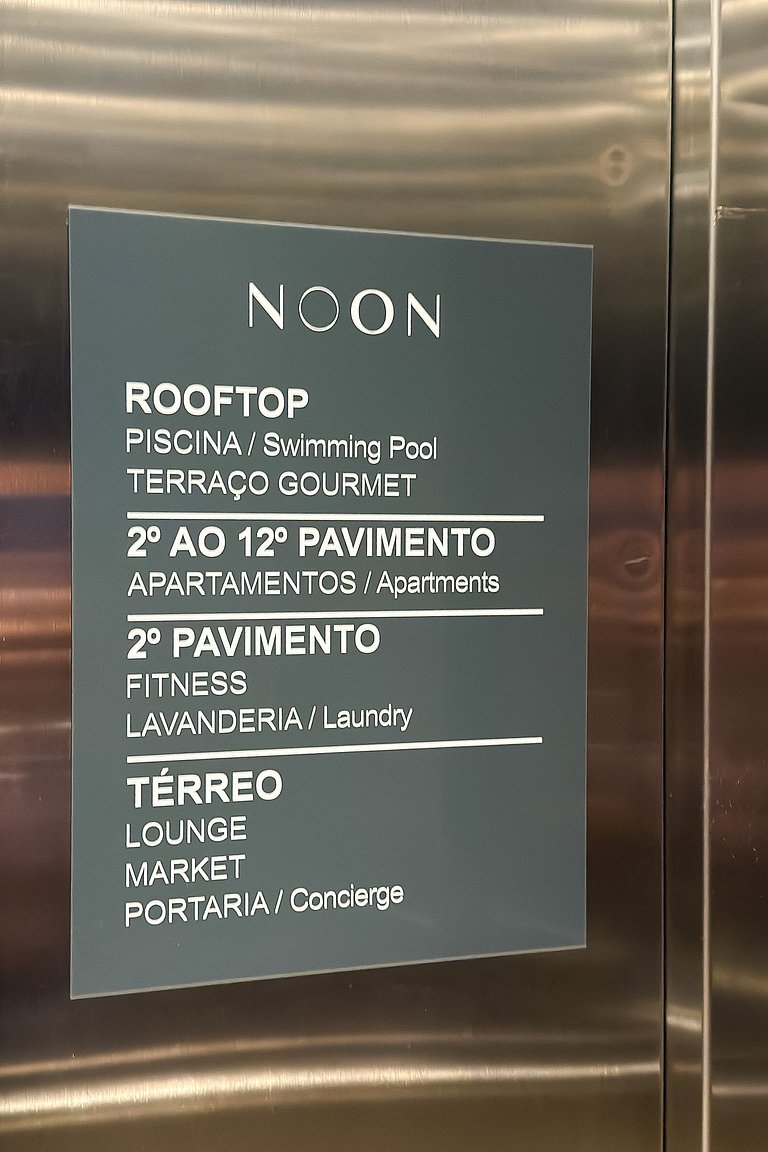 NOON
ROOFTOP
PISCINA / Swimming Pool
TERRAÇO GOURMET
2º AO 12º PAVIMENTO
APARTAMENTOS / Apartments
2º PAVIMENTO
FITNESS
LAVANDERIA / Laundry
TÉRREO
LOUNGE
MARKET
PORTARIA / Concierge